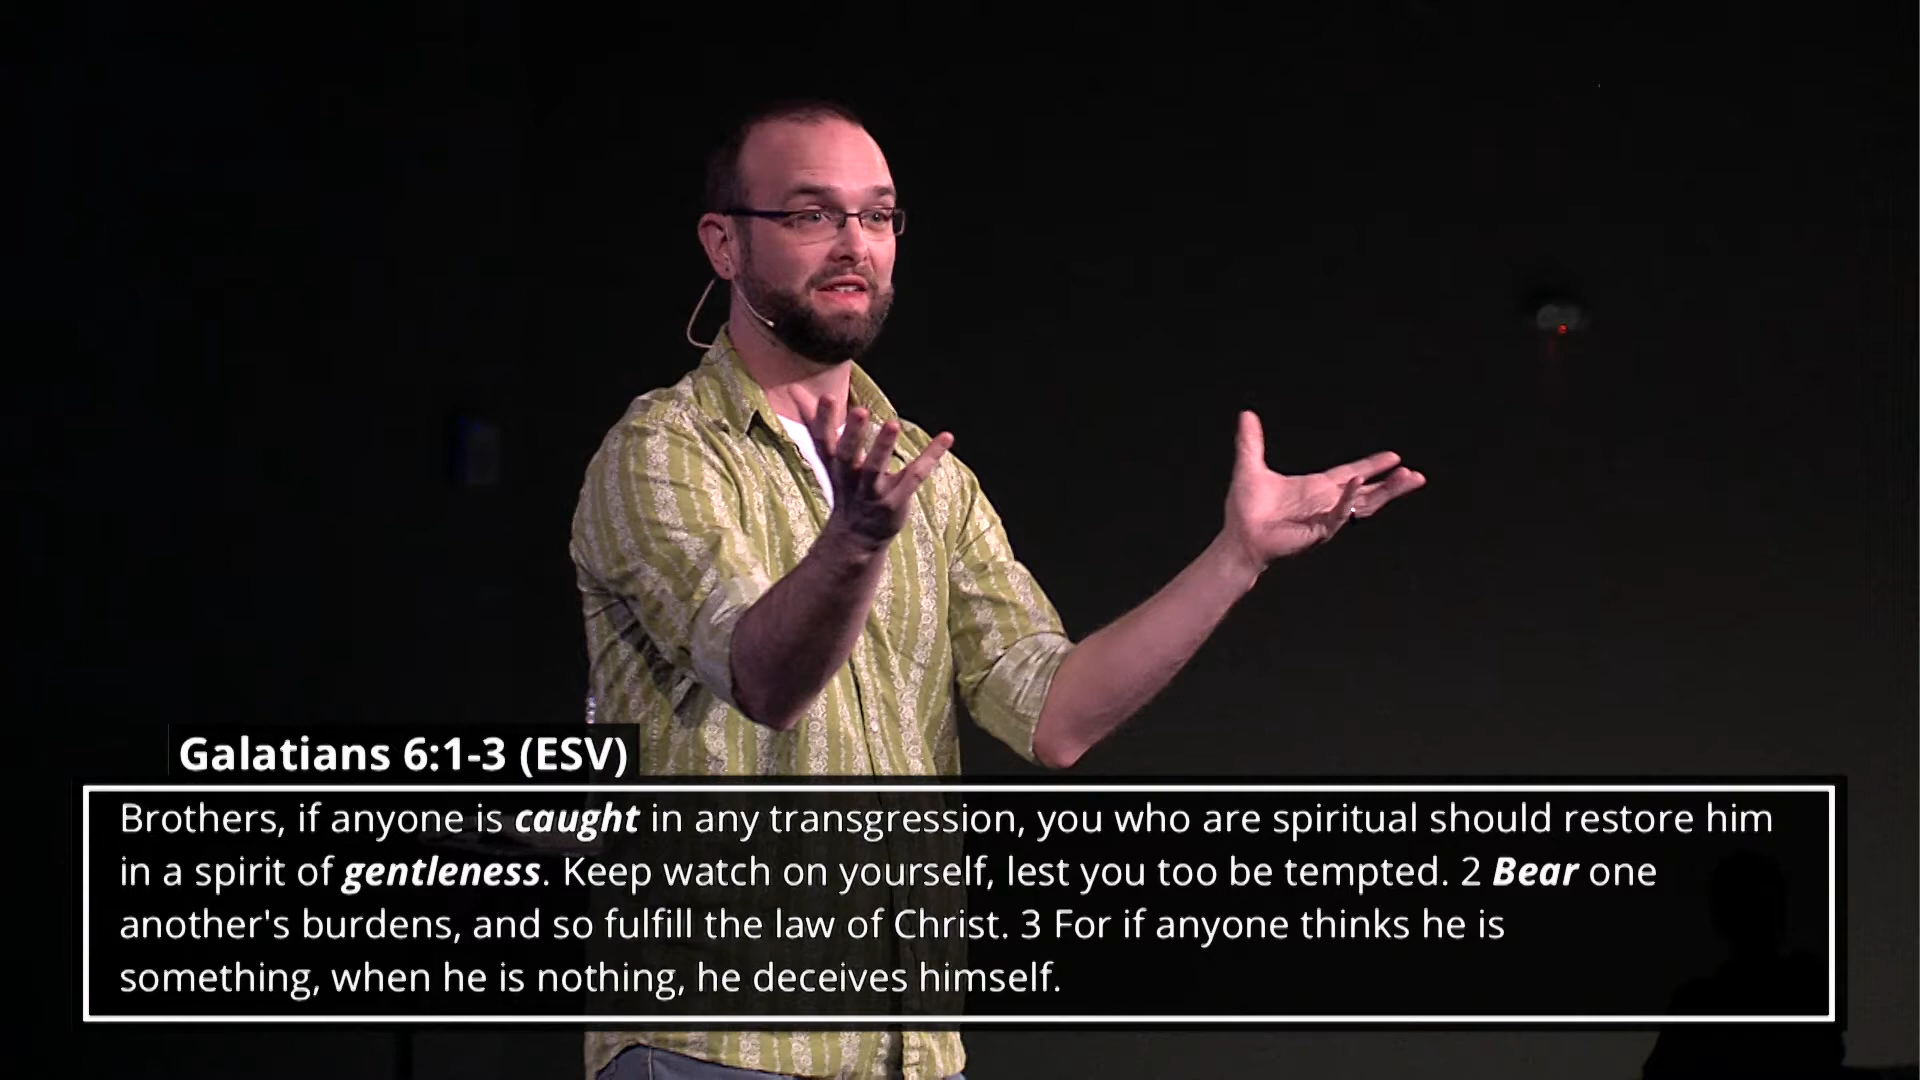 Galatians 6:1-3 (ESV)
Brothers, if anyone is caught in any transgression, you who are spiritual should restore him
in a spirit of gentleness. Keep watch on yourself, lest you too be tempted. 2 Bear one
another's burdens, and so fulfill the law of Christ. 3 For if anyone thinks he is
something, when he is nothing, he deceives himself.